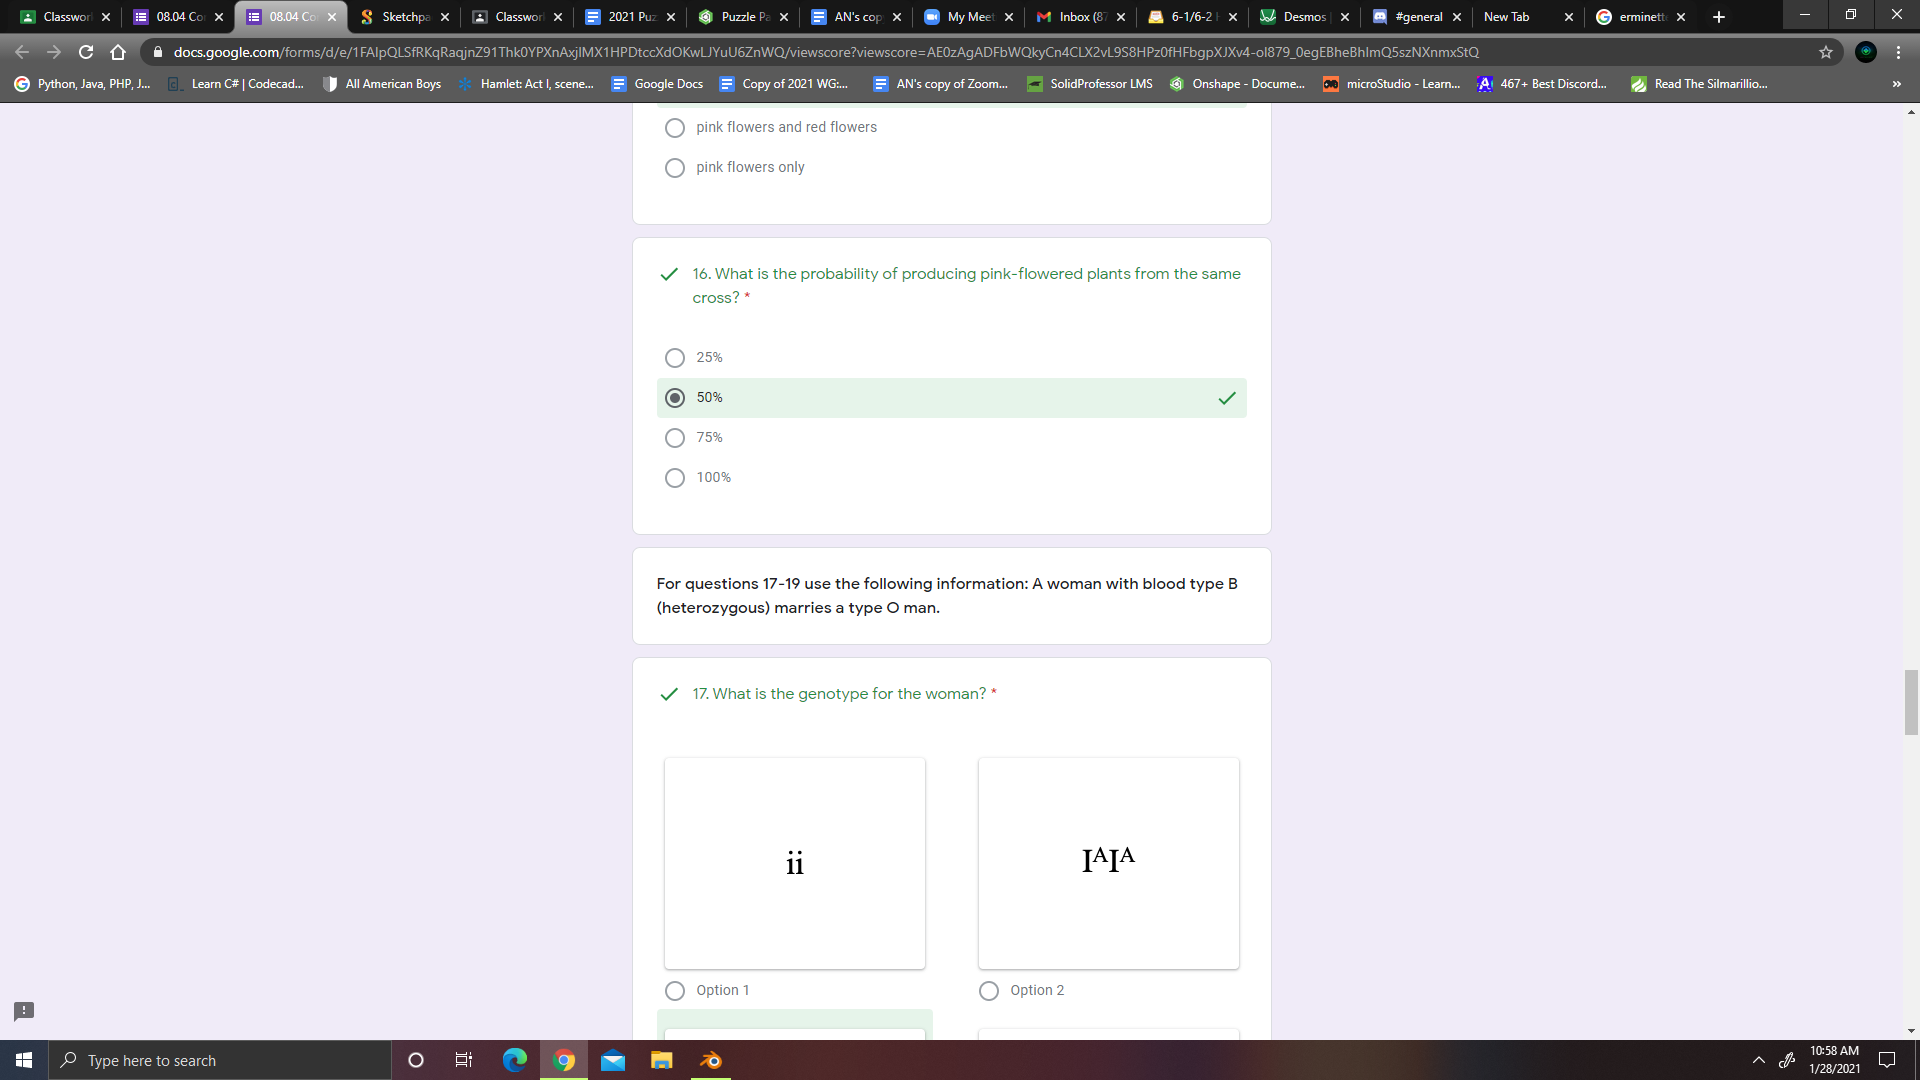 Classwor
08.04 Co
08.04 Co
Sketchpa
Classwor
2021 Puz
Puzzle Pa
AN's cop
My Meet
Inbox (87
6-1/6-2
Desmos
#general
New Tab
erminette
docs.google.com/forms/d/e/1FAIpQLSfRKqRaqjnZ91Thk0YPXnAxjIMX1HPDtccXdOKwLJYuU6ZnWQ/viewscore?viewscore=AE0zAgADFbWQkyCn4CLX2vL9S8HPz0fHFbgpXJXv4-ol879_0egEBheBhImQ5szNXnmxStQ
Python, Java, PHP, J...
Learn C# | Codecad...
All American Boys
Hamlet: Act I, scene...
Google Docs
Copy of 2021 WG:...
AN's copy of Zoom...
SolidProfessor LMS
Onshape - Docume...
microStudio - Learn...
467+ Best Discord...
Read The Silmarillio...
»
pink flowers and red flowers
pink flowers only
16. What is the probability of producing pink-flowered plants from the same
cross? *
25%
50%
75%
100%
For questions 17-19 use the following information: A woman with blood type B
(heterozygous) marries a type O man.
17. What is the genotype for the woman? *
ii
IᴬIᴬ
Option 1
Option 2
Type here to search
10:58 AM
1/28/2021